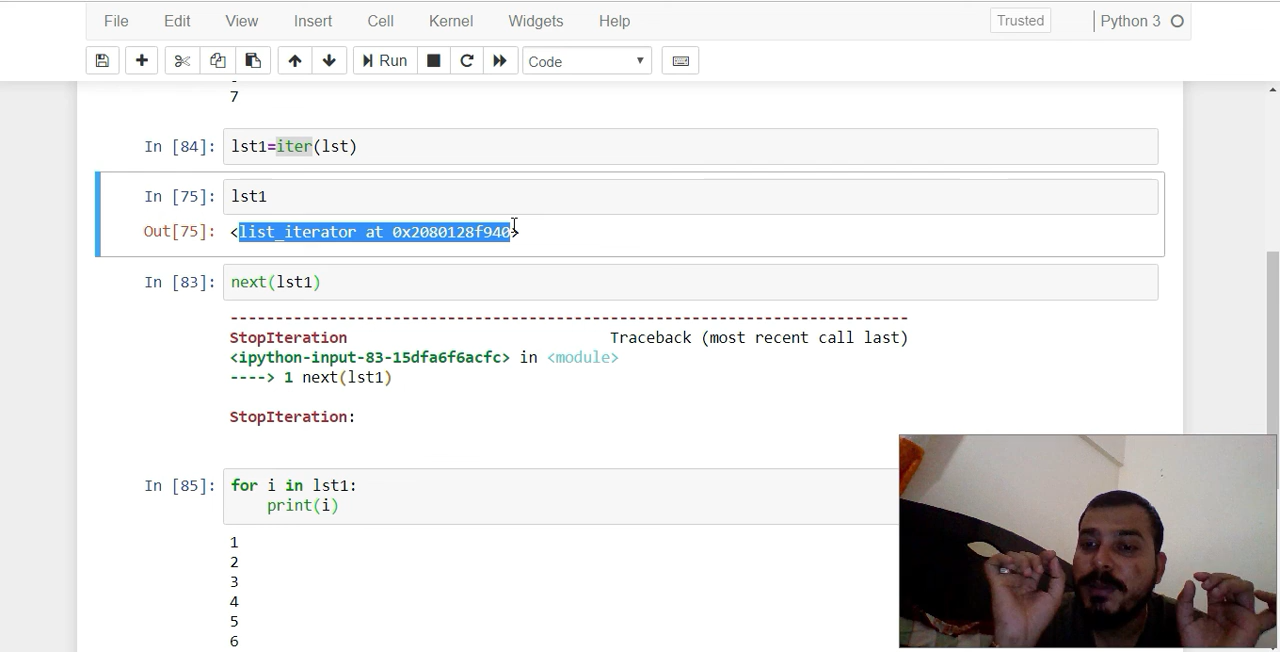 File Edit View Insert Cell Kernel Widgets Help Trusted Python 3
Run Code
7
In [84]: lst1=iter(lst)
In [75]: lst1
Out[75]: <list_iterator at 0x2080128f940>
In [83]: next(lst1)
---------------------------------------------------------------------------
StopIteration Traceback (most recent call last)
<ipython-input-83-15dfa6f6acfc> in <module>
----> 1 next(lst1)
StopIteration:
In [85]: for i in lst1:
print(i)
1
2
3
4
5
6